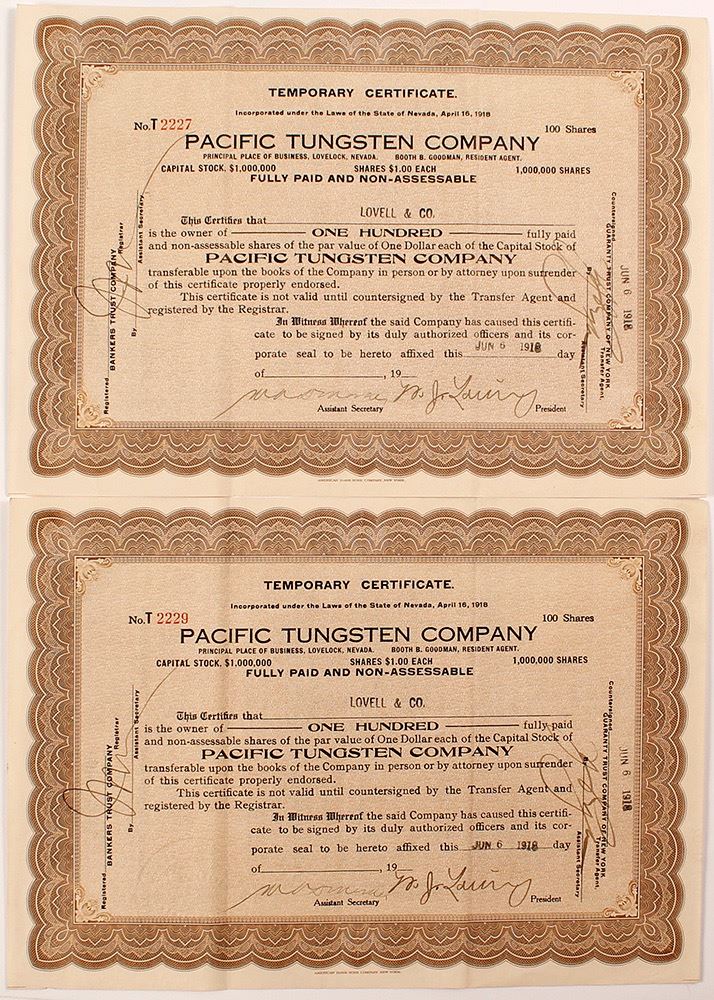 TEMPORARY CERTIFICATE.
Incorporated under the Laws of the State of Nevada, April 16, 1918
No. T 2227
100 Shares
PACIFIC TUNGSTEN COMPANY
PRINCIPAL PLACE OF BUSINESS, LOVELOCK, NEVADA. BOOTH B. GOODMAN, RESIDENT AGENT.
CAPITAL STOCK, $1,000,000 SHARES $1.00 EACH 1,000,000 SHARES
FULLY PAID AND NON-ASSESSABLE
LOVELL & CO.
This Certifies that
is the owner of ONE HUNDRED fully paid
and non-assessable shares of the par value of One Dollar each of the Capital Stock of
PACIFIC TUNGSTEN COMPANY
transferable upon the books of the Company in person or by attorney upon surrender
of this certificate properly endorsed.
This certificate is not valid until countersigned by the Transfer Agent and
registered by the Registrar.
In Witness Whereof the said Company has caused this certifi-
cate to be signed by its duly authorized officers and its cor-
porate seal to be hereto affixed this JUN 6 1918 day
of , 19
Assistant Secretary President
Registered
BANKERS TRUST COMPANY
Registrar
By
Assistant Secretary
Countersigned
GUARANTY TRUST COMPANY OF NEW YORK
Transfer Agent.
By
Assistant Secretary
JUN 6 1918
AMERICAN BANK NOTE COMPANY NEW YORK.
TEMPORARY CERTIFICATE.
Incorporated under the Laws of the State of Nevada, April 16, 1918
No. T 2229
100 Shares
PACIFIC TUNGSTEN COMPANY
PRINCIPAL PLACE OF BUSINESS, LOVELOCK, NEVADA. BOOTH B. GOODMAN, RESIDENT AGENT.
CAPITAL STOCK, $1,000,000 SHARES $1.00 EACH 1,000,000 SHARES
FULLY PAID AND NON-ASSESSABLE
LOVELL & CO.
This Certifies that
is the owner of ONE HUNDRED fully paid
and non-assessable shares of the par value of One Dollar each of the Capital Stock of
PACIFIC TUNGSTEN COMPANY
transferable upon the books of the Company in person or by attorney upon surrender
of this certificate properly endorsed.
This certificate is not valid until countersigned by the Transfer Agent and
registered by the Registrar.
In Witness Whereof the said Company has caused this certifi-
cate to be signed by its duly authorized officers and its cor-
porate seal to be hereto affixed this JUN 6 1918 day
of , 19
Assistant Secretary President
Registered
BANKERS TRUST COMPANY
Registrar
By
Assistant Secretary
Countersigned
GUARANTY TRUST COMPANY OF NEW YORK
Transfer Agent.
By
Assistant Secretary
JUN 6 1918
AMERICAN BANK NOTE COMPANY NEW YORK.